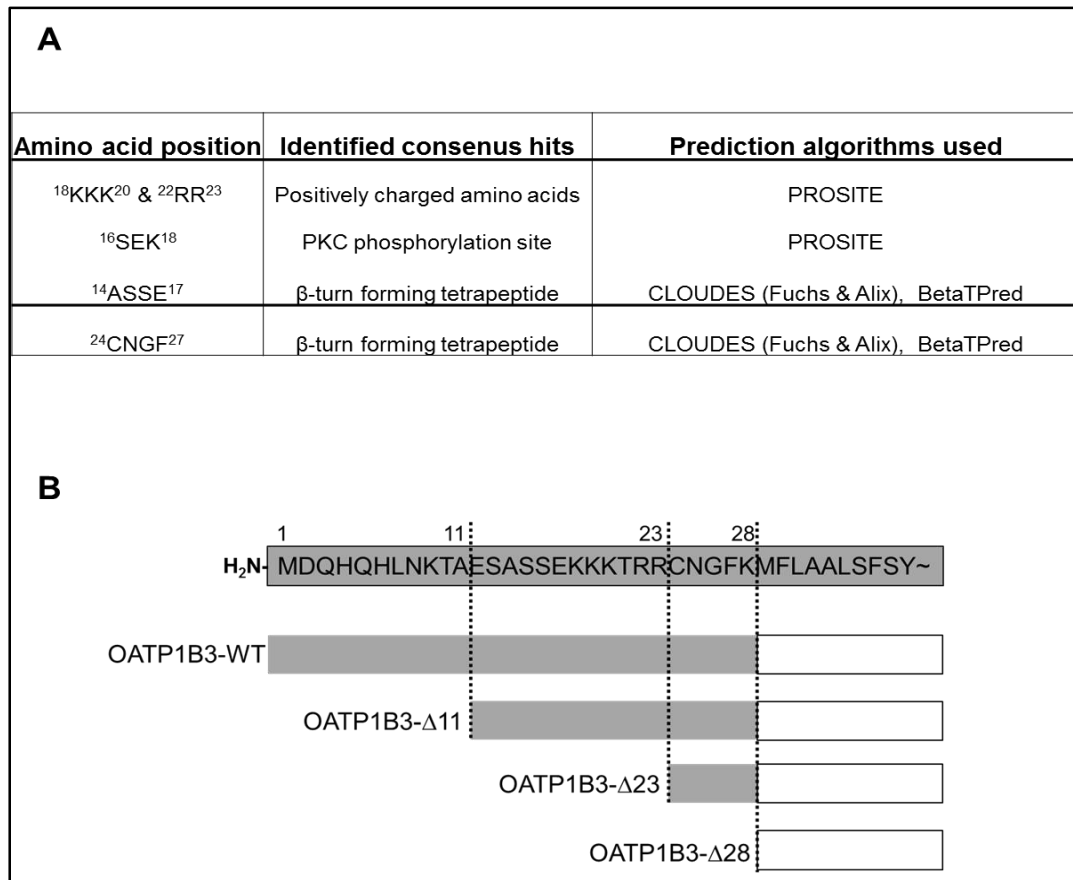 A
Amino acid position Identified consenus hits Prediction algorithms used
¹⁸KKK²⁰ & ²²RR²³ Positively charged amino acids PROSITE
¹⁶SEK¹⁸ PKC phosphorylation site PROSITE
¹⁴ASSE¹⁷ β-turn forming tetrapeptide CLOUDES (Fuchs & Alix), BetaTPred
²⁴CNGF²⁷ β-turn forming tetrapeptide CLOUDES (Fuchs & Alix), BetaTPred
B
1 11 23 28
H₂N- MDQHQHLNKTAESASSEKKKTRRCNGFKMFLAALSFSY~
OATP1B3-WT
OATP1B3-Δ11
OATP1B3-Δ23
OATP1B3-Δ28